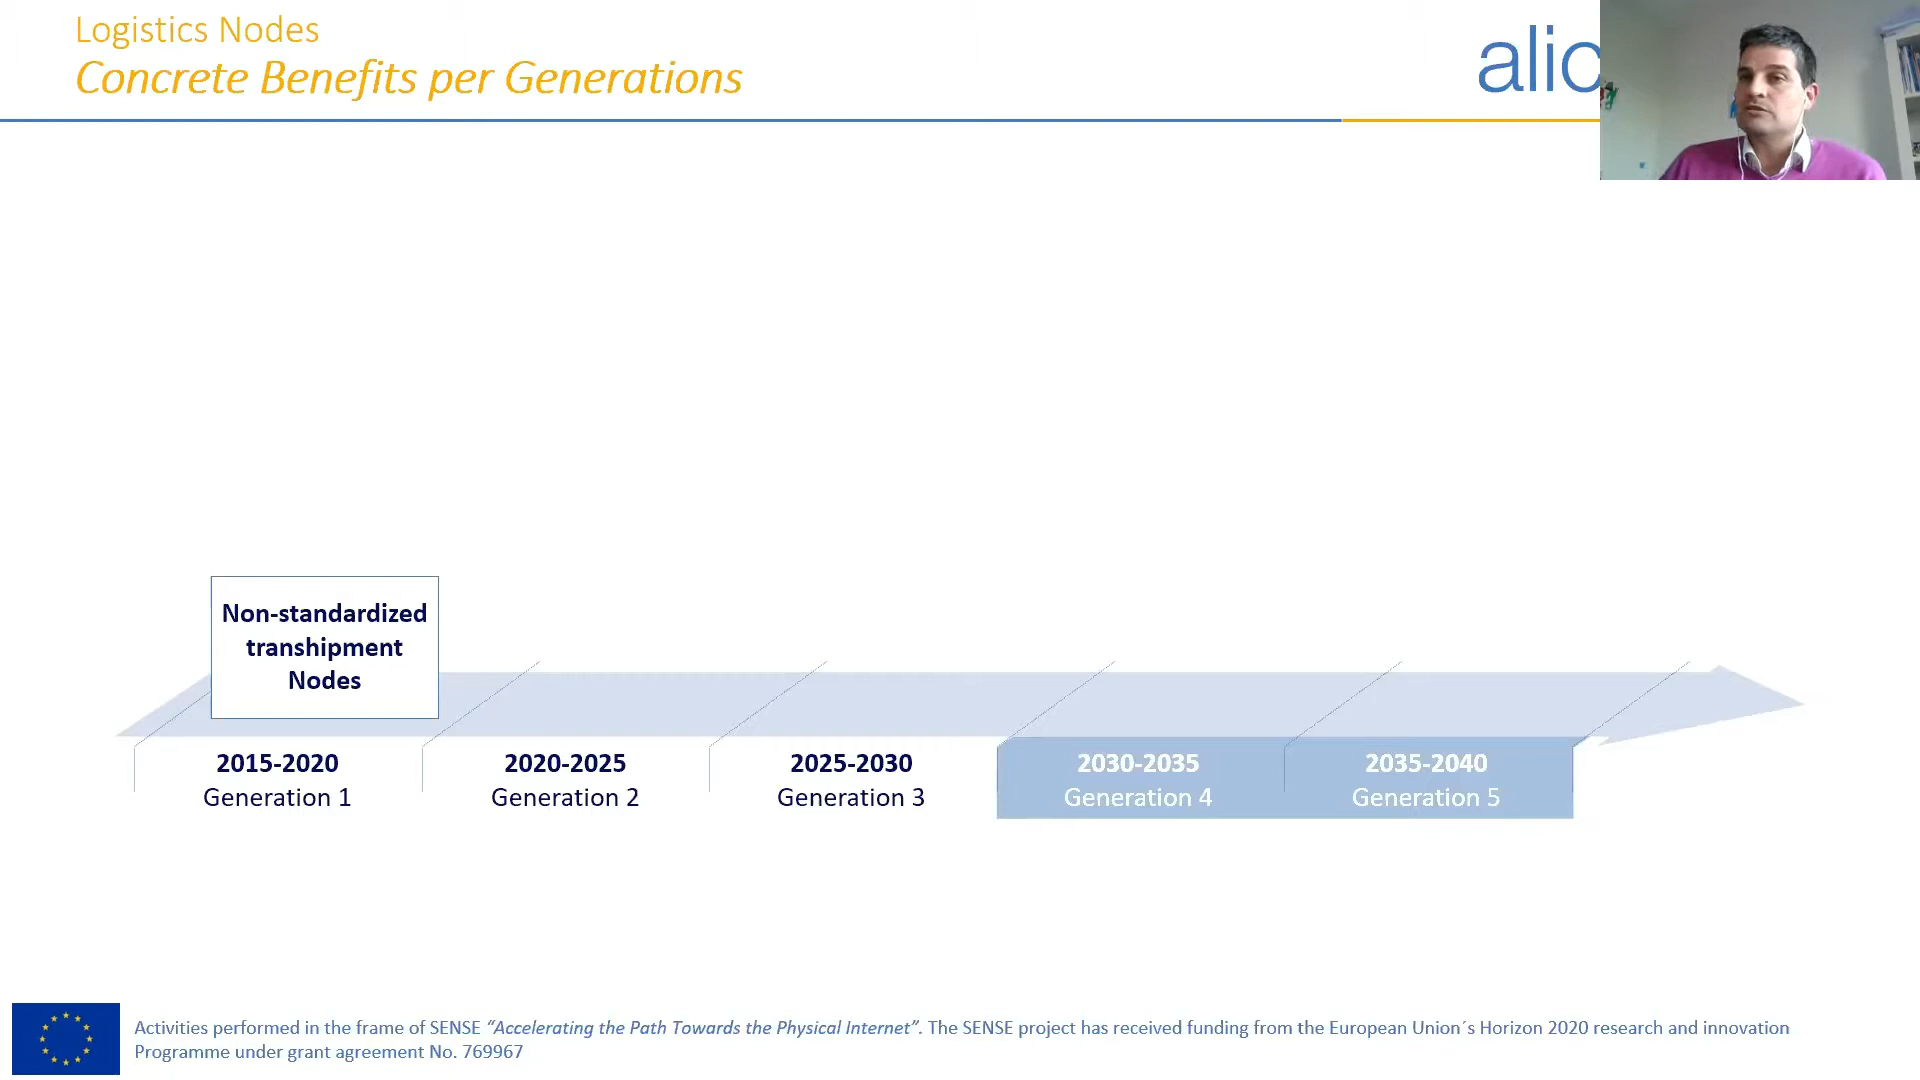 Logistics Nodes
Concrete Benefits per Generations
alic
Non-standardized
transhipment
Nodes
2015-2020
Generation 1
2020-2025
Generation 2
2025-2030
Generation 3
2030-2035
Generation 4
2035-2040
Generation 5
Activities performed in the frame of SENSE “Accelerating the Path Towards the Physical Internet”. The SENSE project has received funding from the European Union´s Horizon 2020 research and innovation
Programme under grant agreement No. 769967